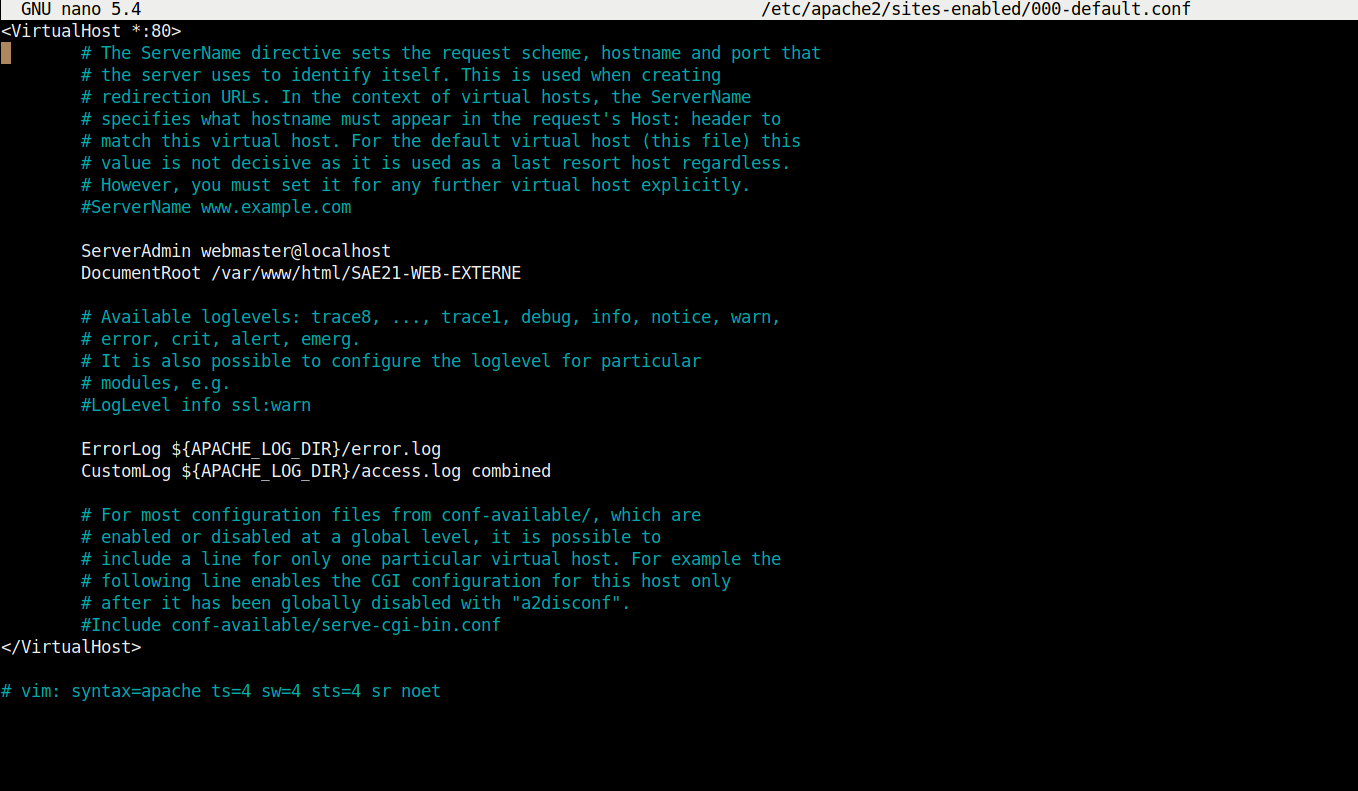 GNU nano 5.4 /etc/apache2/sites-enabled/000-default.conf
<VirtualHost *:80>
# The ServerName directive sets the request scheme, hostname and port that
# the server uses to identify itself. This is used when creating
# redirection URLs. In the context of virtual hosts, the ServerName
# specifies what hostname must appear in the request's Host: header to
# match this virtual host. For the default virtual host (this file) this
# value is not decisive as it is used as a last resort host regardless.
# However, you must set it for any further virtual host explicitly.
#ServerName www.example.com
ServerAdmin webmaster@localhost
DocumentRoot /var/www/html/SAE21-WEB-EXTERNE
# Available loglevels: trace8, ..., trace1, debug, info, notice, warn,
# error, crit, alert, emerg.
# It is also possible to configure the loglevel for particular
# modules, e.g.
#LogLevel info ssl:warn
ErrorLog ${APACHE_LOG_DIR}/error.log
CustomLog ${APACHE_LOG_DIR}/access.log combined
# For most configuration files from conf-available/, which are
# enabled or disabled at a global level, it is possible to
# include a line for only one particular virtual host. For example the
# following line enables the CGI configuration for this host only
# after it has been globally disabled with "a2disconf".
#Include conf-available/serve-cgi-bin.conf
</VirtualHost>
# vim: syntax=apache ts=4 sw=4 sts=4 sr noet